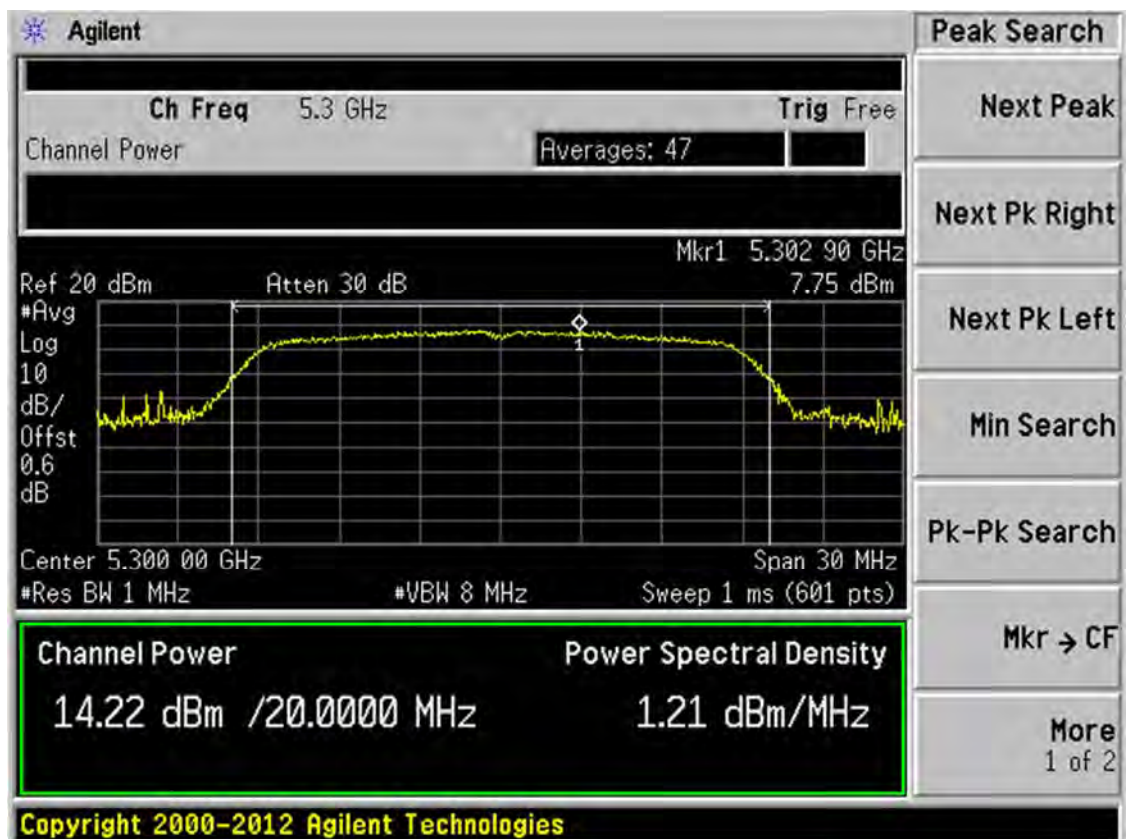 Agilent
Peak Search
Ch Freq 5.3 GHz Trig Free
Channel Power Averages: 47
Mkr1 5.302 90 GHz
Ref 20 dBm Atten 30 dB 7.75 dBm
#Avg
Log
10
dB/
Offst
0.6
dB
1
Center 5.300 00 GHz Span 30 MHz
#Res BW 1 MHz #VBW 8 MHz Sweep 1 ms (601 pts)
Channel Power Power Spectral Density
14.22 dBm /20.0000 MHz 1.21 dBm/MHz
Next Peak
Next Pk Right
Next Pk Left
Min Search
Pk-Pk Search
Mkr → CF
More
1 of 2
Copyright 2000-2012 Agilent Technologies